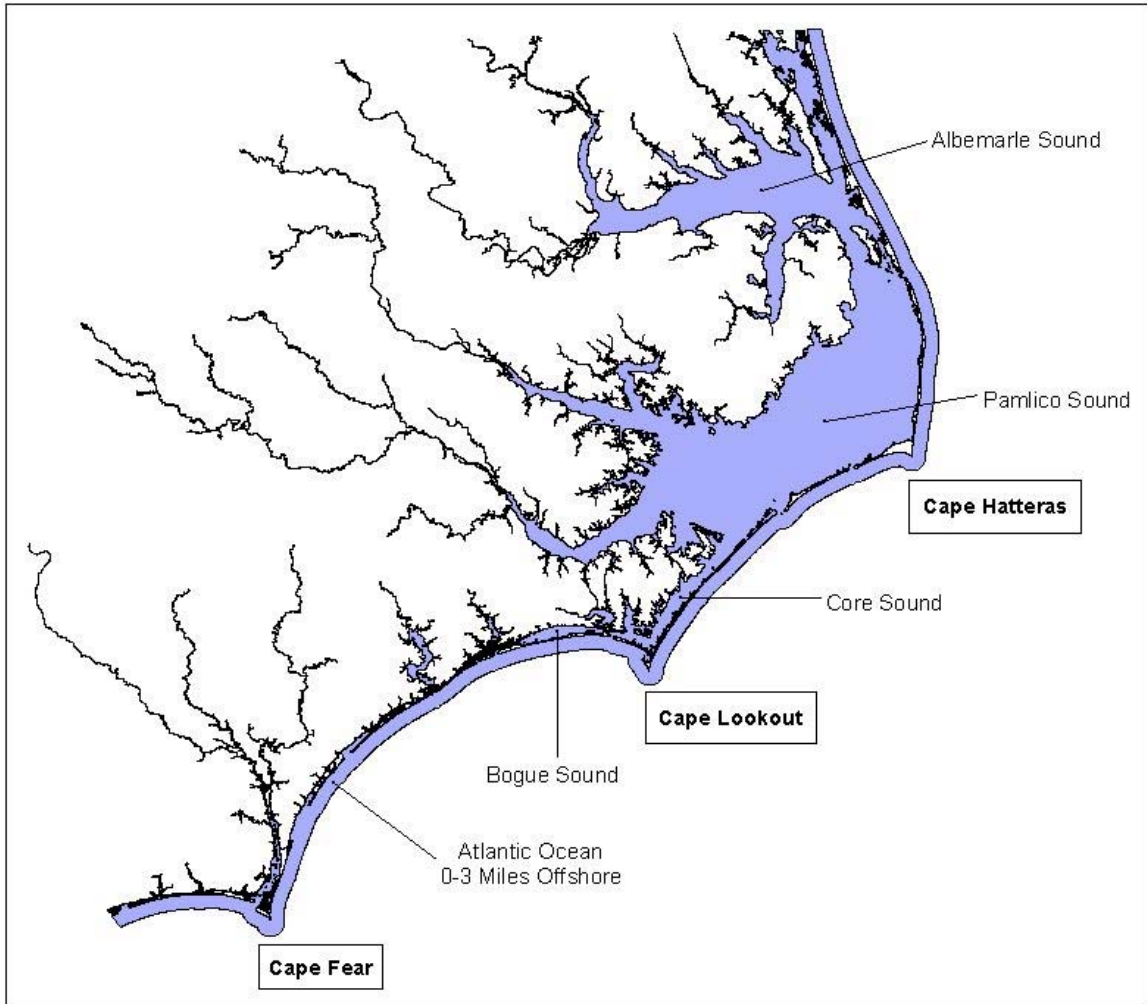 Albemarle Sound
Pamlico Sound
Cape Hatteras
Core Sound
Cape Lookout
Bogue Sound
Atlantic Ocean
0-3 Miles Offshore
Cape Fear